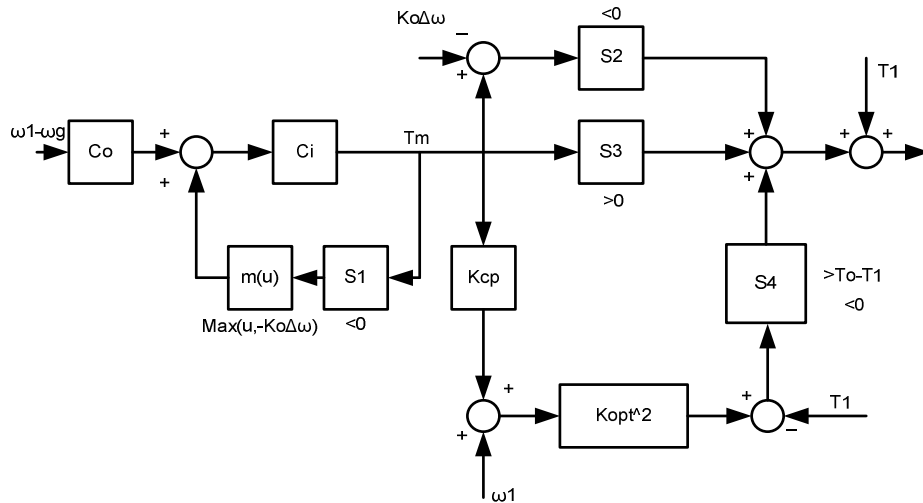 KoΔω
−
+
<0
S2
T1
ω1-ωg
Co
+
+
Ci
Tm
S3
>0
+
+
+
+
m(u)
S1
Max(u,-KoΔω)
<0
Kcp
S4
>To-T1
<0
+
+
Kopt^2
+
−
T1
ω1